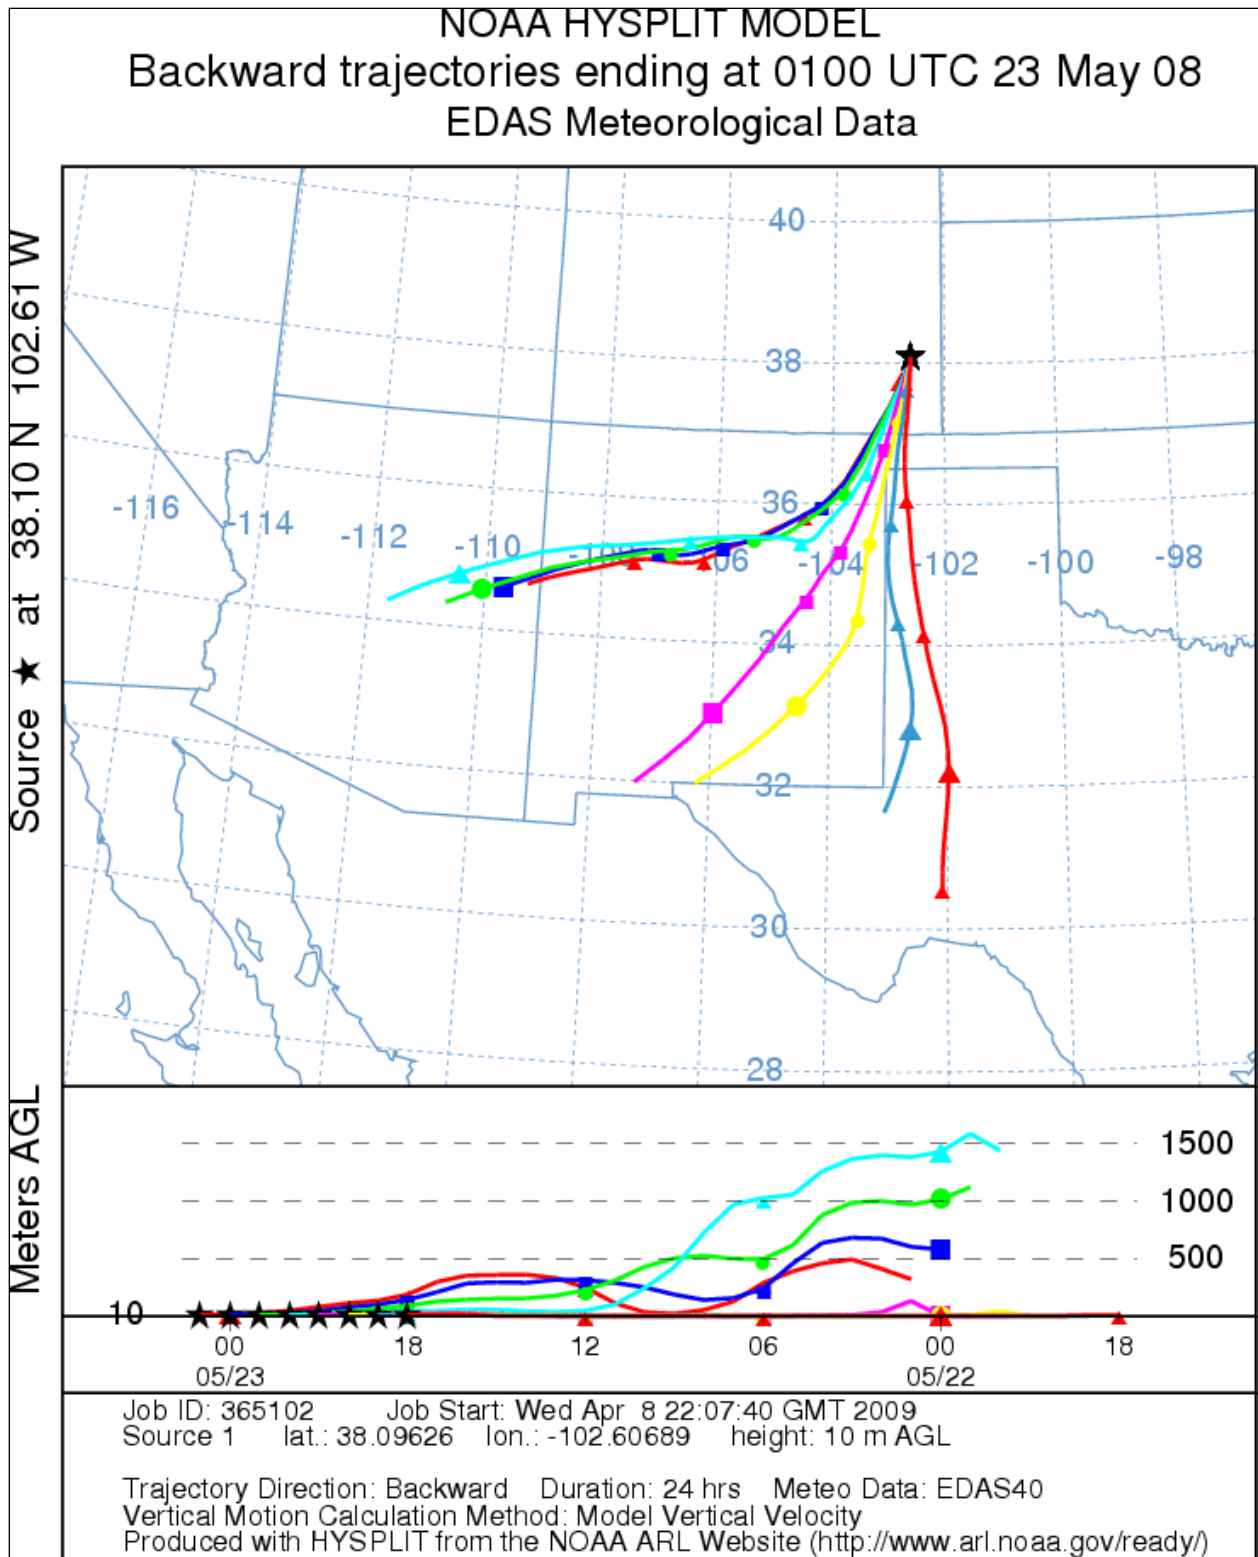 NOAA HYSPLIT MODEL
Backward trajectories ending at 0100 UTC 23 May 08
EDAS Meteorological Data
Source ★ at 38.10 N 102.61 W
40
38
36
-116
-114
-112
-110
-108
-106
-104
-102
-100
-98
34
32
30
28
Meters AGL
1500
1000
500
10
00
18
12
06
00
18
05/23
05/22
Job ID: 365102 Job Start: Wed Apr 8 22:07:40 GMT 2009
Source 1 lat.: 38.09626 lon.: -102.60689 height: 10 m AGL
Trajectory Direction: Backward Duration: 24 hrs Meteo Data: EDAS40
Vertical Motion Calculation Method: Model Vertical Velocity
Produced with HYSPLIT from the NOAA ARL Website (http://www.arl.noaa.gov/ready/)